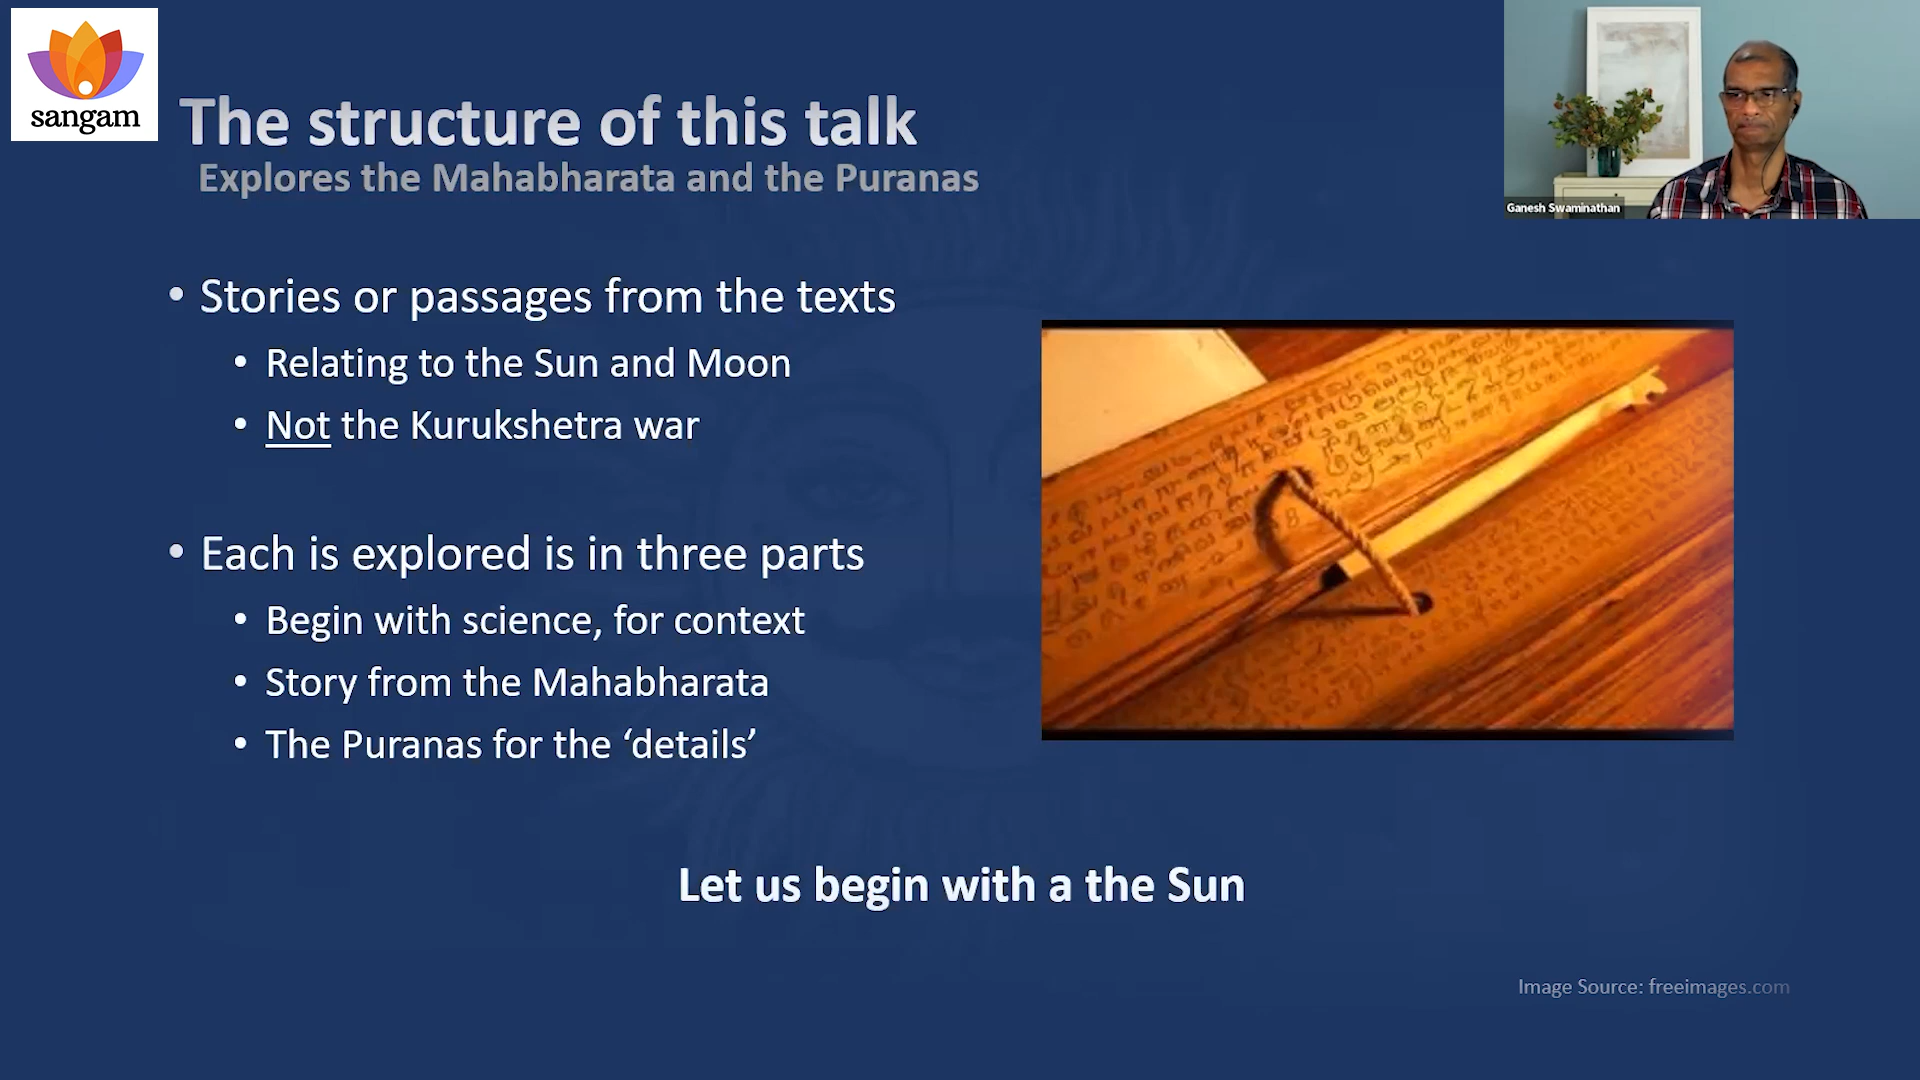 sangam
The structure of this talk
Explores the Mahabharata and the Puranas
Ganesh Swaminathan
• Stories or passages from the texts
• Relating to the Sun and Moon
• Not the Kurukshetra war
• Each is explored is in three parts
• Begin with science, for context
• Story from the Mahabharata
• The Puranas for the ‘details’
Let us begin with a the Sun
Image Source: freeimages.com